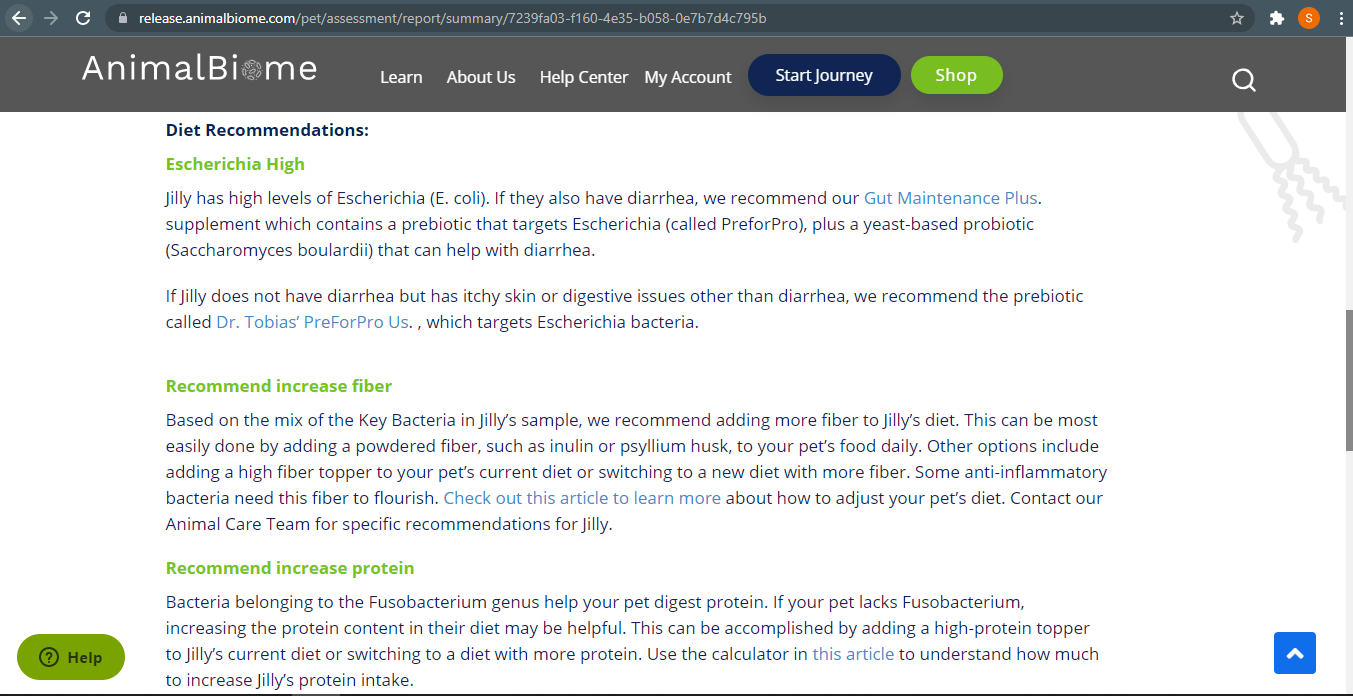 release.animalbiome.com/pet/assessment/report/summary/7239fa03-f160-4e35-b058-0e7b7d4c795b
S
AnimalBiome
Learn About Us Help Center My Account Start Journey Shop
Diet Recommendations:
Escherichia High
Jilly has high levels of Escherichia (E. coli). If they also have diarrhea, we recommend our Gut Maintenance Plus.
supplement which contains a prebiotic that targets Escherichia (called PreforPro), plus a yeast-based probiotic
(Saccharomyces boulardii) that can help with diarrhea.
If Jilly does not have diarrhea but has itchy skin or digestive issues other than diarrhea, we recommend the prebiotic
called Dr. Tobias’ PreForPro Us. , which targets Escherichia bacteria.
Recommend increase fiber
Based on the mix of the Key Bacteria in Jilly’s sample, we recommend adding more fiber to Jilly’s diet. This can be most
easily done by adding a powdered fiber, such as inulin or psyllium husk, to your pet’s food daily. Other options include
adding a high fiber topper to your pet’s current diet or switching to a new diet with more fiber. Some anti-inflammatory
bacteria need this fiber to flourish. Check out this article to learn more about how to adjust your pet’s diet. Contact our
Animal Care Team for specific recommendations for Jilly.
Recommend increase protein
Bacteria belonging to the Fusobacterium genus help your pet digest protein. If your pet lacks Fusobacterium,
increasing the protein content in their diet may be helpful. This can be accomplished by adding a high-protein topper
to Jilly’s current diet or switching to a diet with more protein. Use the calculator in this article to understand how much
to increase Jilly’s protein intake.
? Help